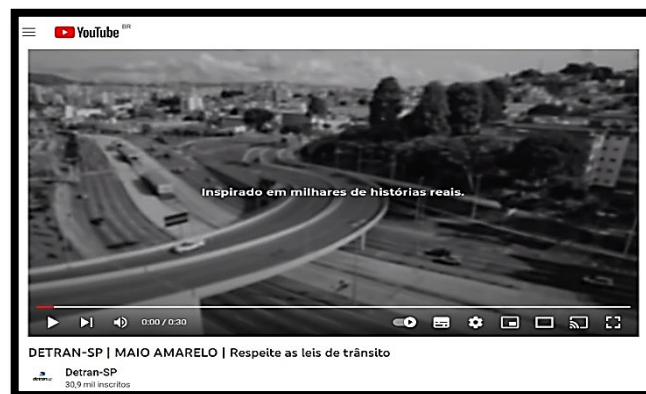 YouTube BR
Inspirado em milhares de histórias reais.
0:00 / 0:30
DETRAN-SP | MAIO AMARELO | Respeite as leis de trânsito
Detran-SP
30,9 mil inscritos